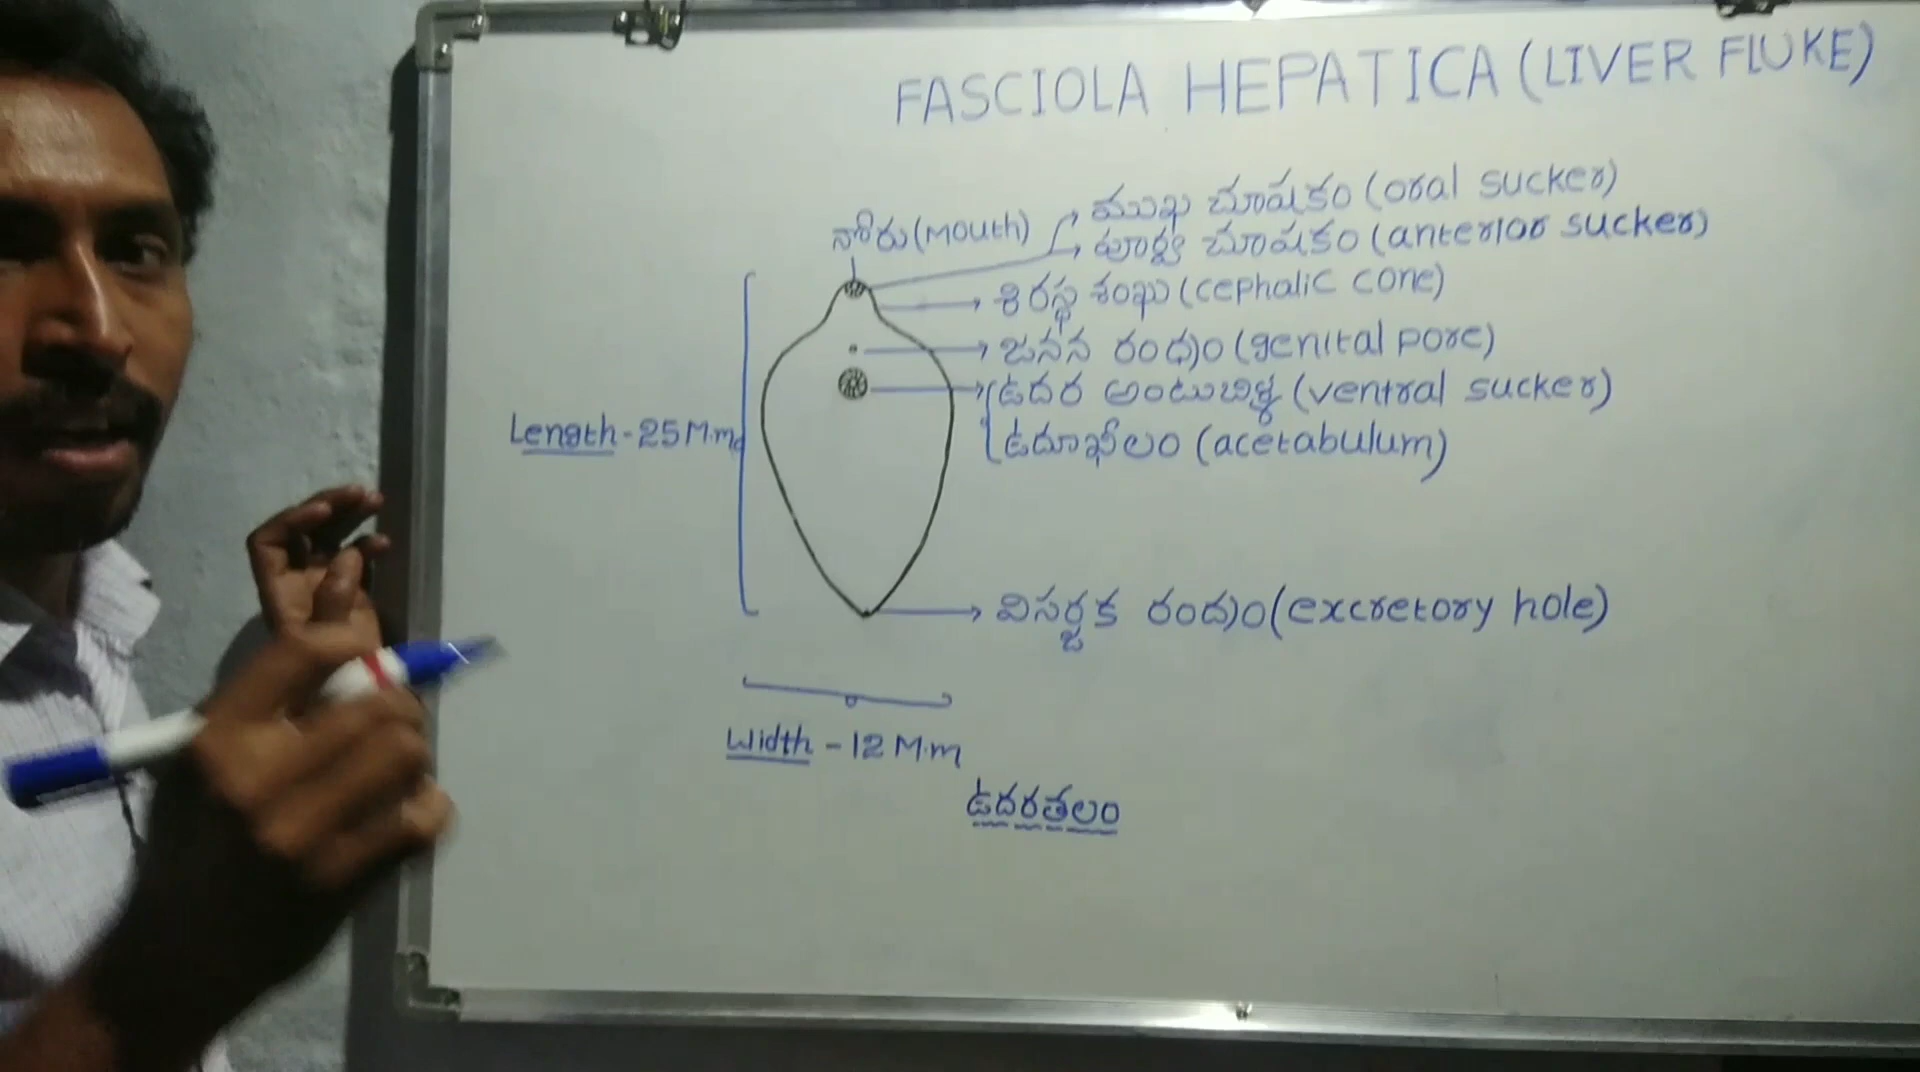 FASCIOLA HEPATICA (LIVER FLUKE)
నోరు (Mouth)
ముఖ చూషకం (oral sucker)
పూర్వ చూషకం (anterior sucker)
శిరస్థ శంఖు (cephalic cone)
జనన రంధ్రం (genital pore)
ఉదర అంటుబిళ్ళ (ventral sucker)
ఉదూఖలం (acetabulum)
Length - 25 M.m
విసర్జక రంద్రం (excretory hole)
Width - 12 M.m
ఉదరతలం